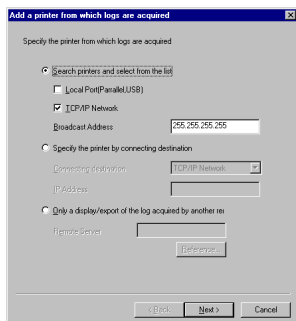 Add a printer from which logs are acquired
Specify the printer from which logs are acquired
Search printers and select from the list
Local Port(Parrallel,USB)
TCP/IP Network
Broadcast Address 255.255.255.255
Specify the printer by connecting destination
Connecting destination TCP/IP Network
IP Address
Only a display/export of the log acquired by another re
Remote Server
Reference...
< Back Next > Cancel